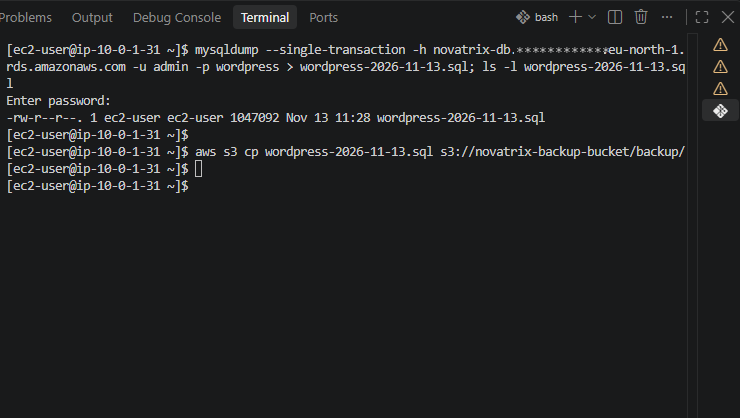 Problems Output Debug Console Terminal Ports bash
[ec2-user@ip-10-0-1-31 ~]$ mysqldump --single-transaction -h novatrix-db.************eu-north-1.
rds.amazonaws.com -u admin -p wordpress > wordpress-2026-11-13.sql; ls -l wordpress-2026-11-13.sq
l
Enter password:
-rw-r--r--. 1 ec2-user ec2-user 1047092 Nov 13 11:28 wordpress-2026-11-13.sql
[ec2-user@ip-10-0-1-31 ~]$
[ec2-user@ip-10-0-1-31 ~]$ aws s3 cp wordpress-2026-11-13.sql s3://novatrix-backup-bucket/backup/
[ec2-user@ip-10-0-1-31 ~]$
[ec2-user@ip-10-0-1-31 ~]$